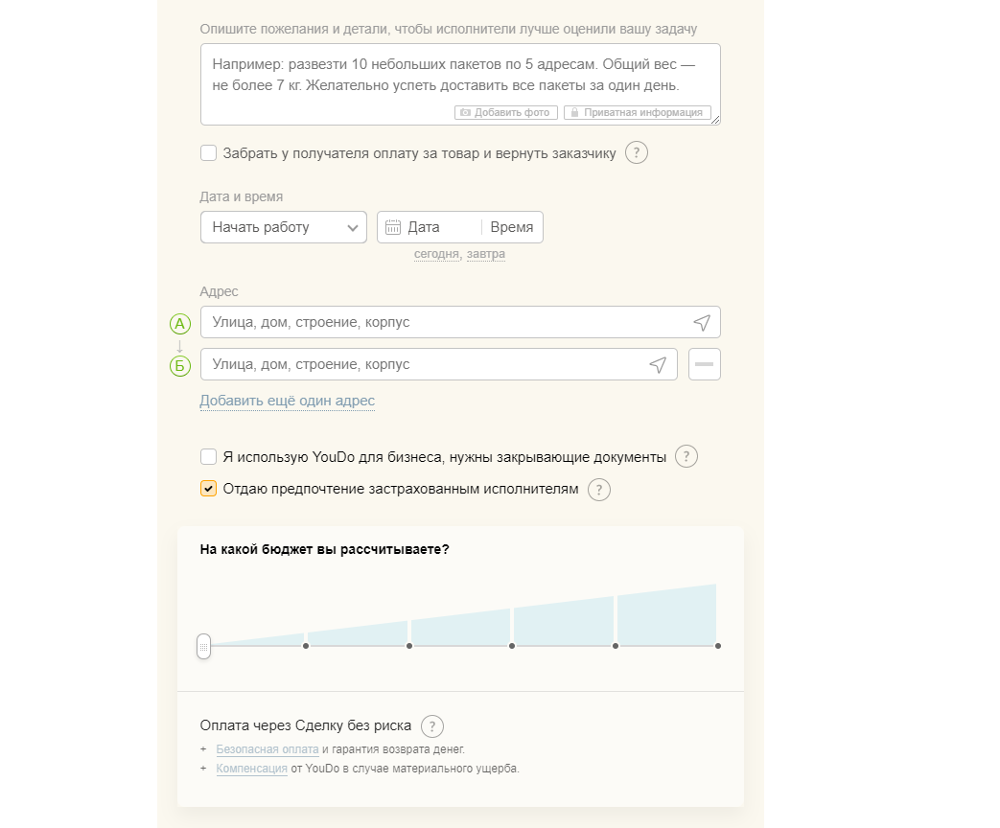 Опишите пожелания и детали, чтобы исполнители лучше оценили вашу задачу
Например: развезти 10 небольших пакетов по 5 адресам. Общий вес —
не более 7 кг. Желательно успеть доставить все пакеты за один день.
Добавить фото Приватная информация
Забрать у получателя оплату за товар и вернуть заказчику ?
Дата и время
Начать работу Дата Время
сегодня, завтра
Адрес
А Улица, дом, строение, корпус
Б Улица, дом, строение, корпус
Добавить ещё один адрес
Я использую YouDo для бизнеса, нужны закрывающие документы ?
Отдаю предпочтение застрахованным исполнителям ?
На какой бюджет вы рассчитываете?
Оплата через Сделку без риска ?
+ Безопасная оплата и гарантия возврата денег.
+ Компенсация от YouDo в случае материального ущерба.